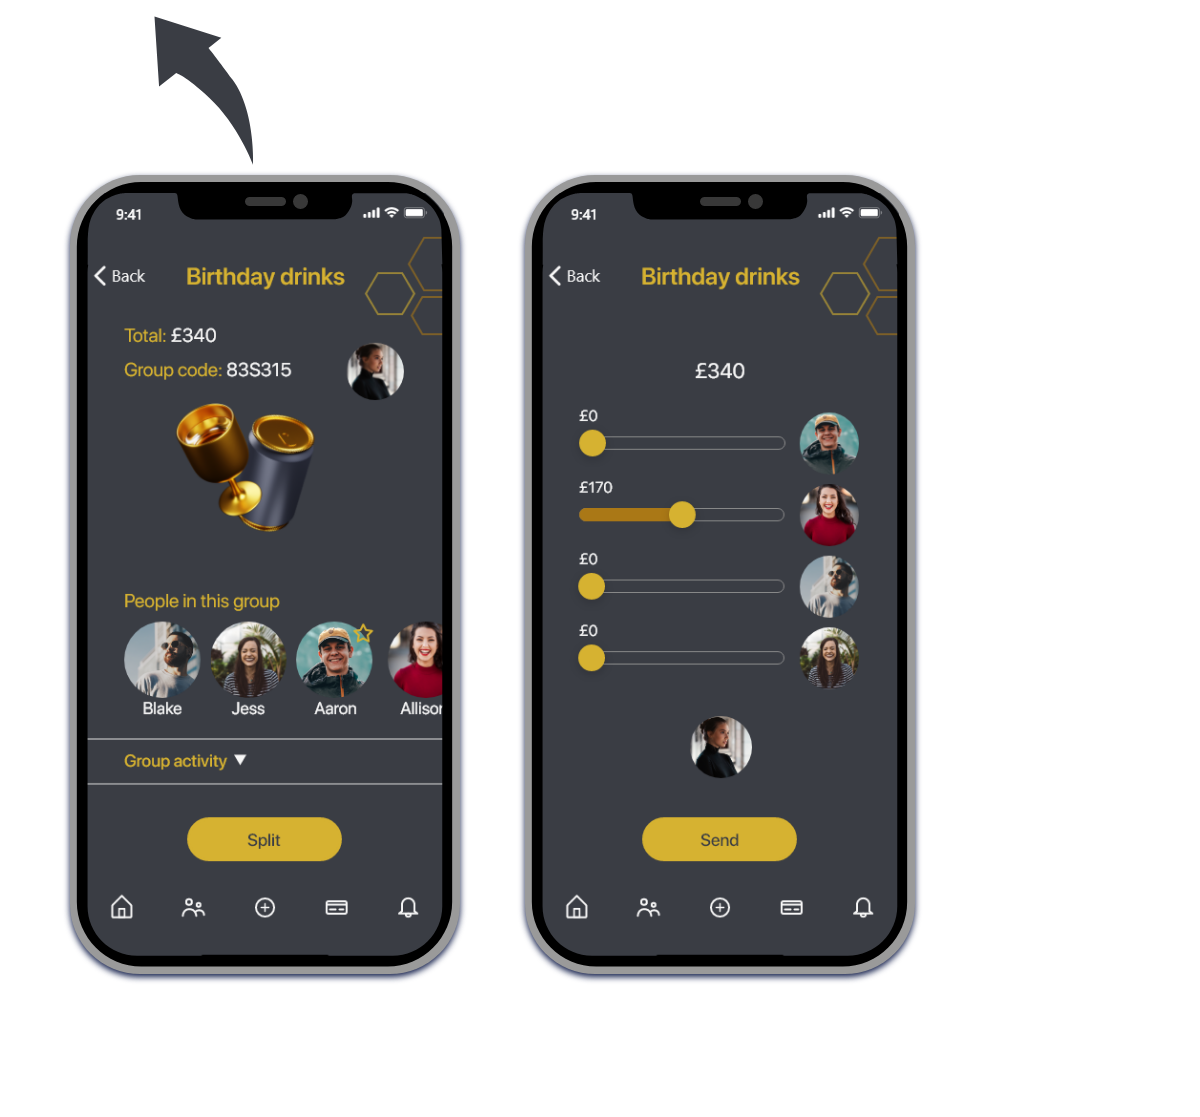 9:41
Back
Birthday drinks
Total: £340
Group code: 83S315
People in this group
Blake Jess Aaron Allison
Group activity
Split
9:41
Back
Birthday drinks
£340
£0
£170
£0
£0
Send